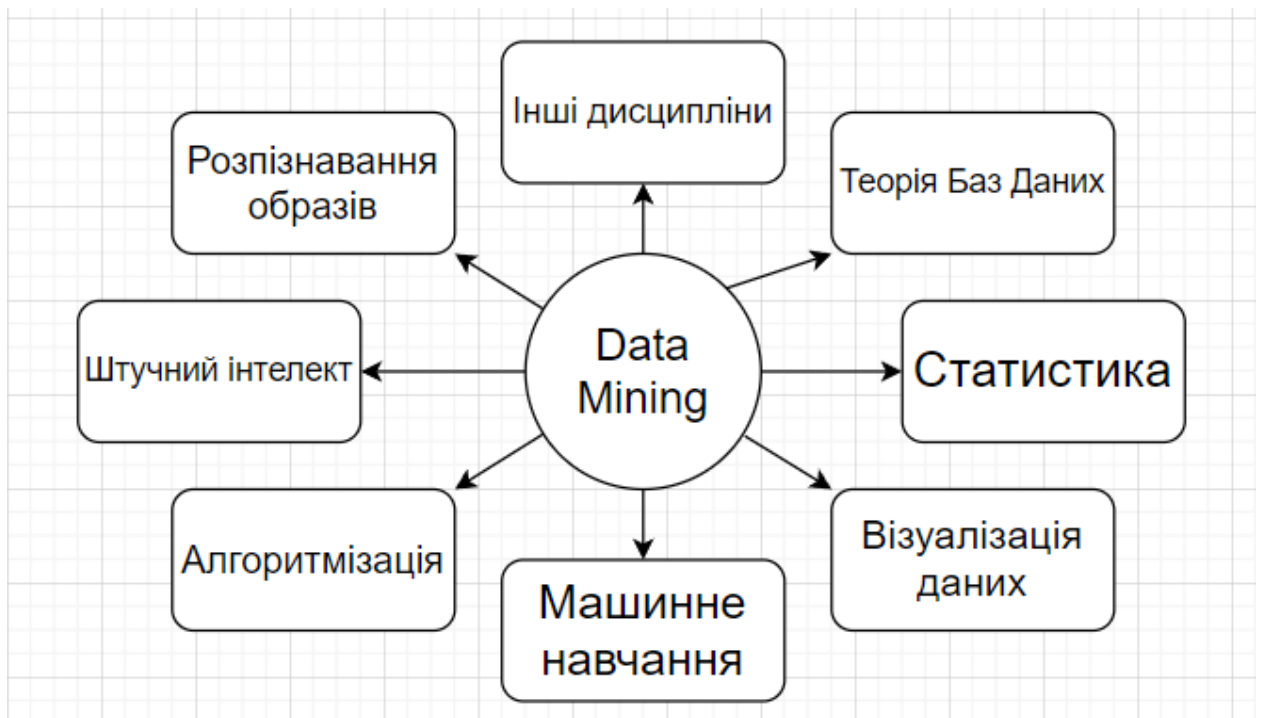 Інші дисципліни
Розпізнавання
образів
Теорія Баз Даних
Штучний інтелект
Data
Mining
Статистика
Алгоритмізація
Візуалізація
даних
Машинне
навчання